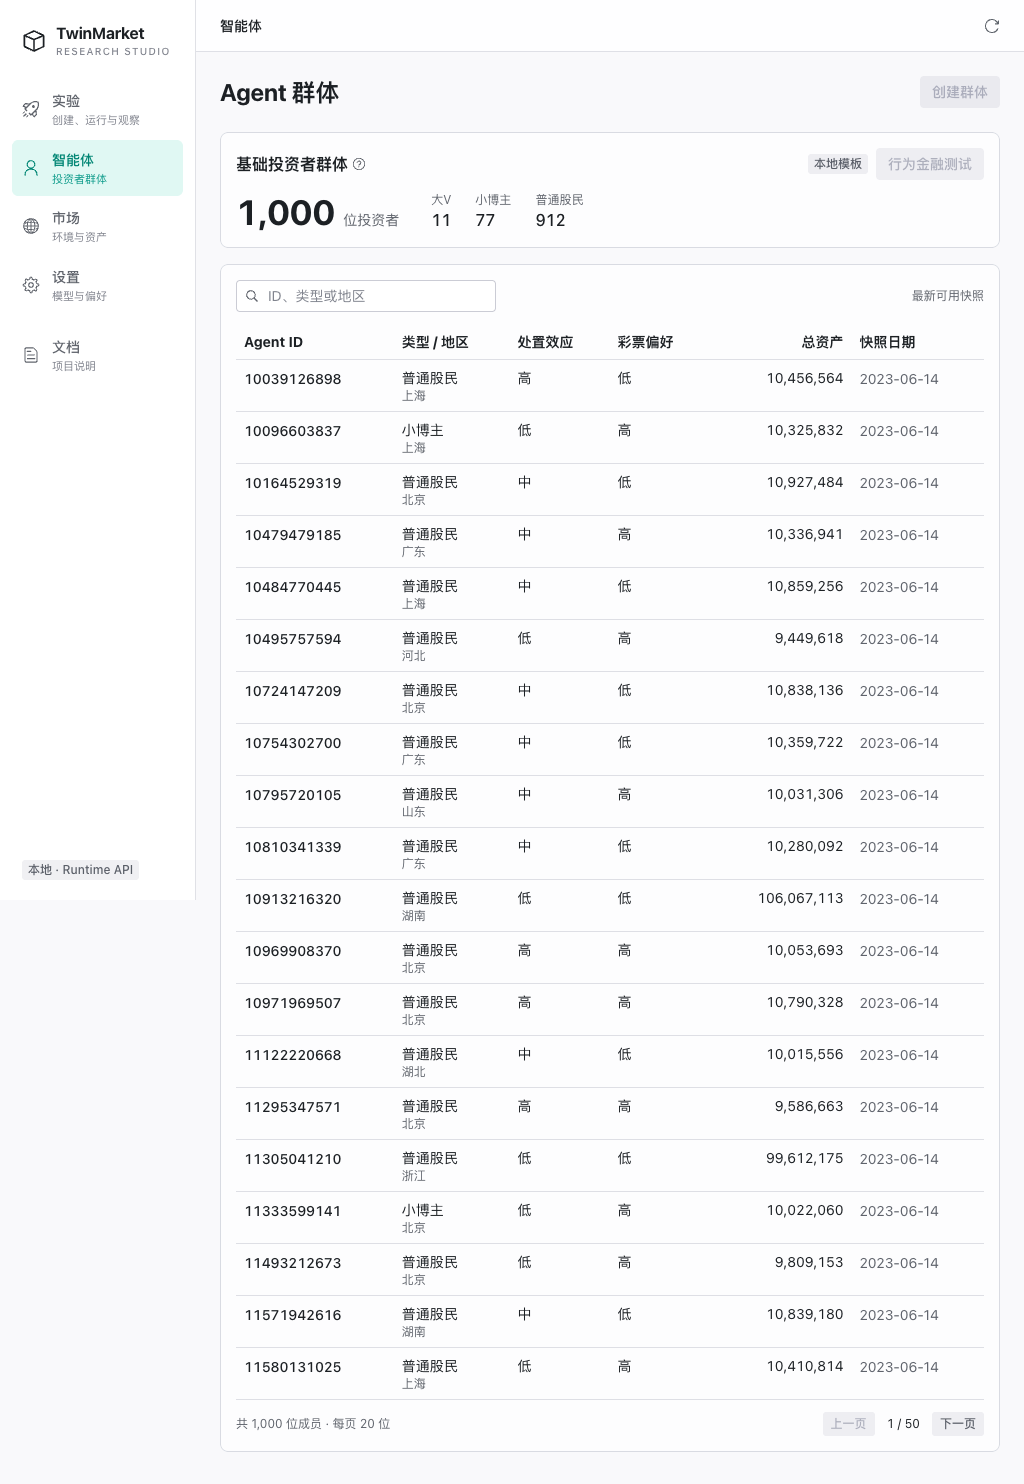 TwinMarket
RESEARCH STUDIO
实验
创建、运行与观察
智能体
投资者群体
市场
环境与资产
设置
模型与偏好
文档
项目说明
本地 · Runtime API
智能体
Agent 群体
创建群体
基础投资者群体
本地模板
行为金融测试
1,000 位投资者
大V 小博主 普通股民
11 77 912
ID、类型或地区
最新可用快照
Agent ID 类型 / 地区 处置效应 彩票偏好 总资产 快照日期
10039126898 普通股民 高 低 10,456,564 2023-06-14
上海
10096603837 小博主 低 高 10,325,832 2023-06-14
上海
10164529319 普通股民 中 低 10,927,484 2023-06-14
北京
10479479185 普通股民 中 高 10,336,941 2023-06-14
广东
10484770445 普通股民 中 低 10,859,256 2023-06-14
上海
10495757594 普通股民 低 高 9,449,618 2023-06-14
河北
10724147209 普通股民 中 低 10,838,136 2023-06-14
北京
10754302700 普通股民 中 低 10,359,722 2023-06-14
广东
10795720105 普通股民 中 高 10,031,306 2023-06-14
山东
10810341339 普通股民 中 低 10,280,092 2023-06-14
广东
10913216320 普通股民 低 低 106,067,113 2023-06-14
湖南
10969908370 普通股民 高 高 10,053,693 2023-06-14
北京
10971969507 普通股民 高 高 10,790,328 2023-06-14
北京
11122220668 普通股民 中 低 10,015,556 2023-06-14
湖北
11295347571 普通股民 高 高 9,586,663 2023-06-14
北京
11305041210 普通股民 低 低 99,612,175 2023-06-14
浙江
11333599141 小博主 低 高 10,022,060 2023-06-14
北京
11493212673 普通股民 低 高 9,809,153 2023-06-14
北京
11571942616 普通股民 中 低 10,839,180 2023-06-14
湖南
11580131025 普通股民 低 高 10,410,814 2023-06-14
上海
共 1,000 位成员 · 每页 20 位
上一页 1 / 50 下一页